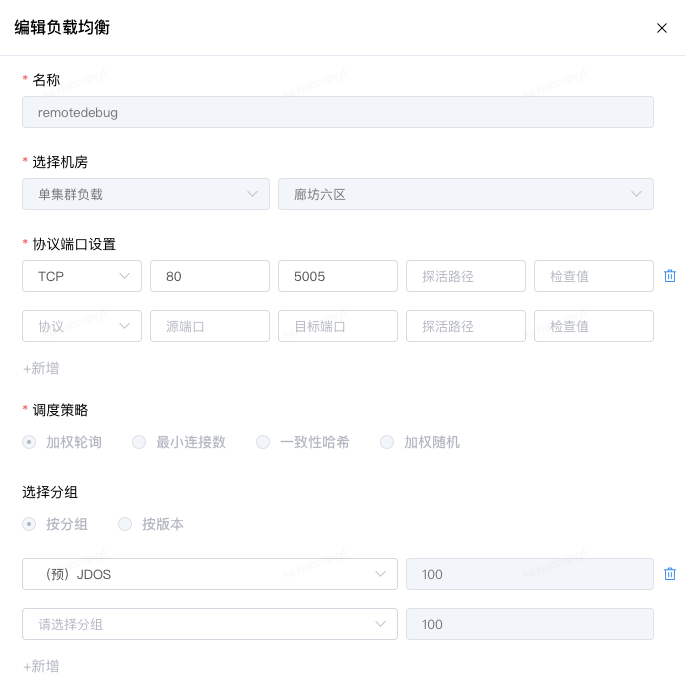 编辑负载均衡
* 名称
remotedebug
* 选择机房
单集群负载 廊坊六区
* 协议端口设置
TCP 80 5005 探活路径 检查值
协议 源端口 目标端口 探活路径 检查值
+新增
* 调度策略
加权轮询 最小连接数 一致性哈希 加权随机
选择分组
按分组 按版本
（预）JDOS 100
请选择分组 100
+新增